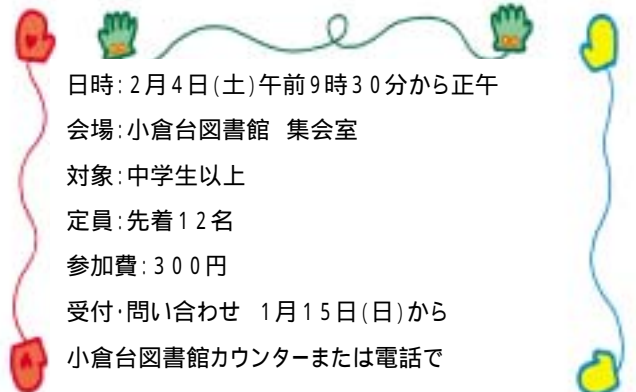 日時:2月4日(土)午前9時30分から正午
会場:小倉台図書館 集会室
対象:中学生以上
定員:先着12名
参加費:300円
受付・問い合わせ 1月15日(日)から
小倉台図書館カウンターまたは電話で